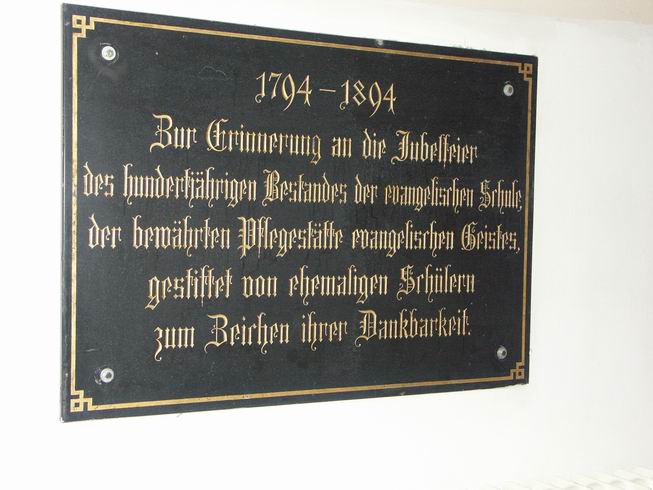 1794 – 1894
Zur Erinnerung an die Jubelfeier
des hundertjährigen Bestandes der evangelischen Schule,
der bewährten Pflegestätte evangelischen Geistes,
gestiftet von ehemaligen Schülern
zum Zeichen ihrer Dankbarkeit.